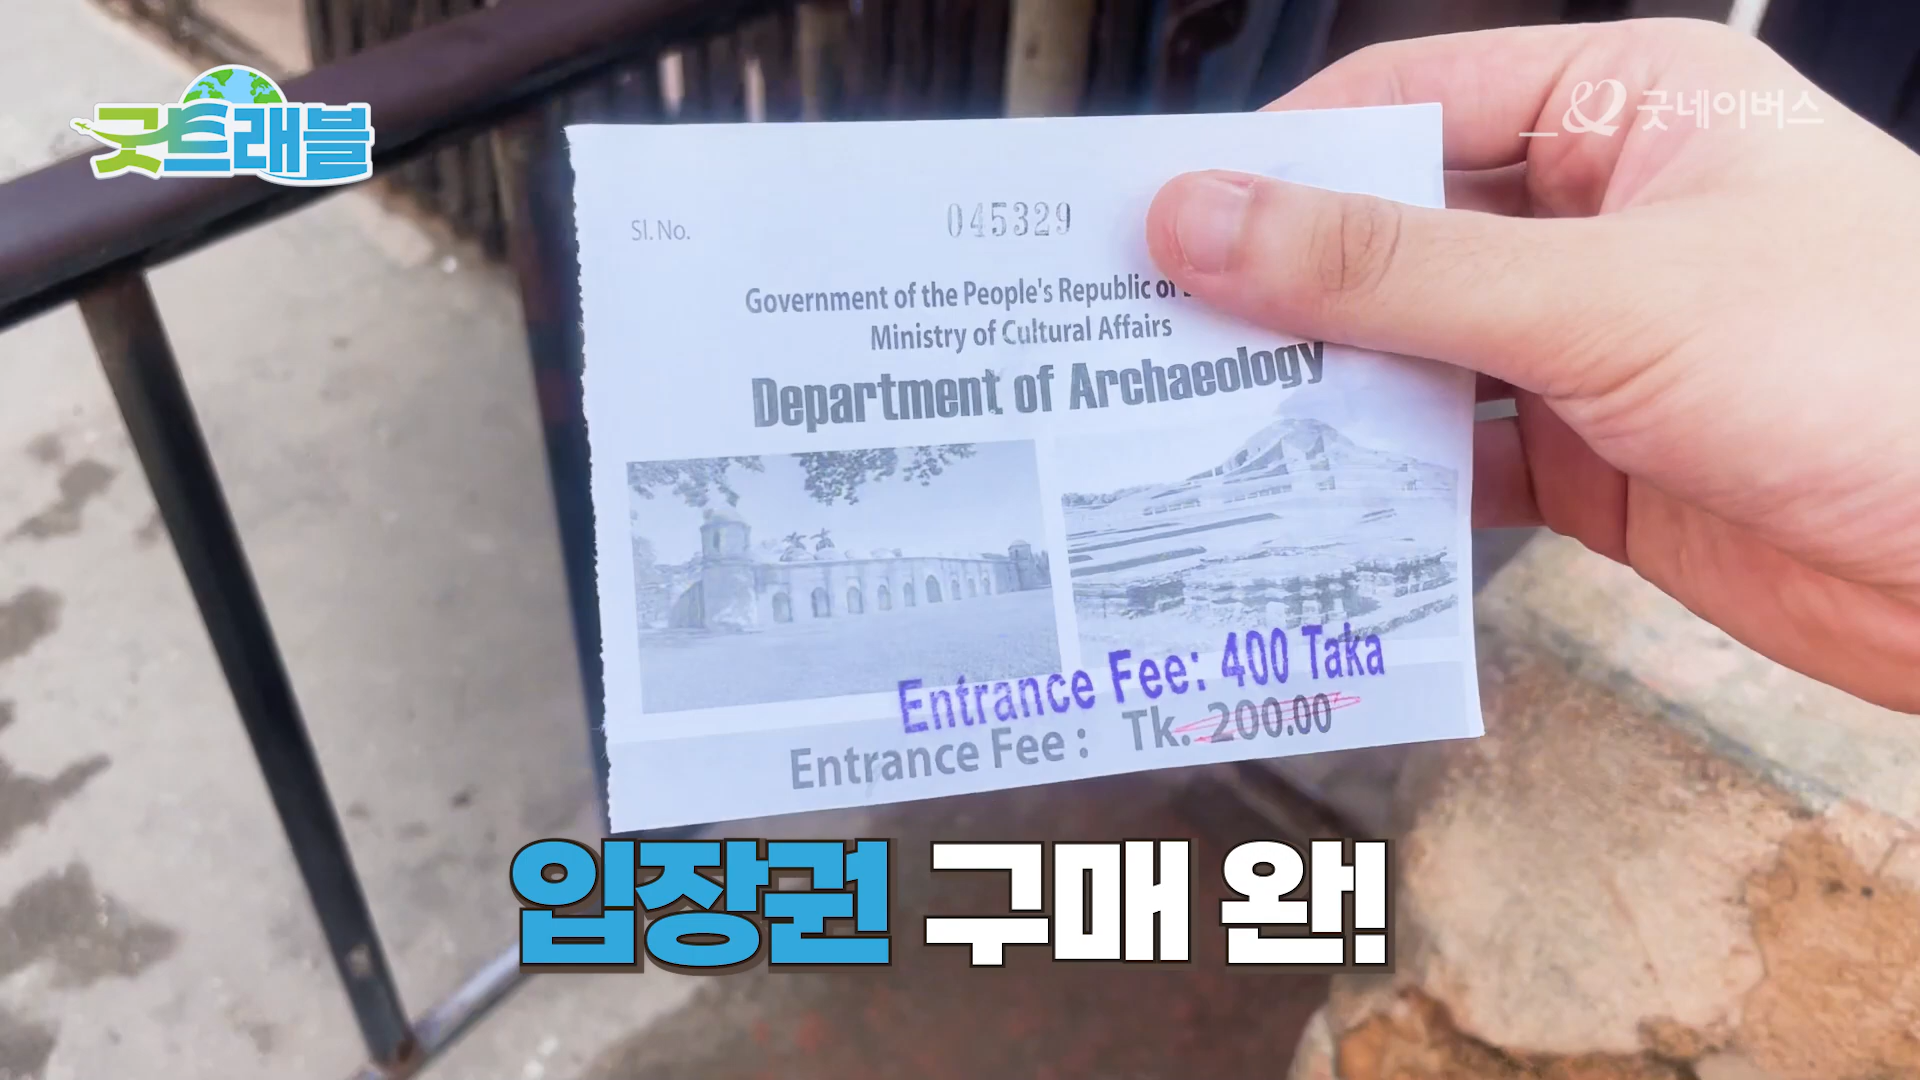 굿트래블
굿네이버스
Sl. No.
045329
Government of the People's Republic of
Ministry of Cultural Affairs
Department of Archaeology
Entrance Fee: 400 Taka
Entrance Fee : Tk. 200.00
입장권 구매 완!